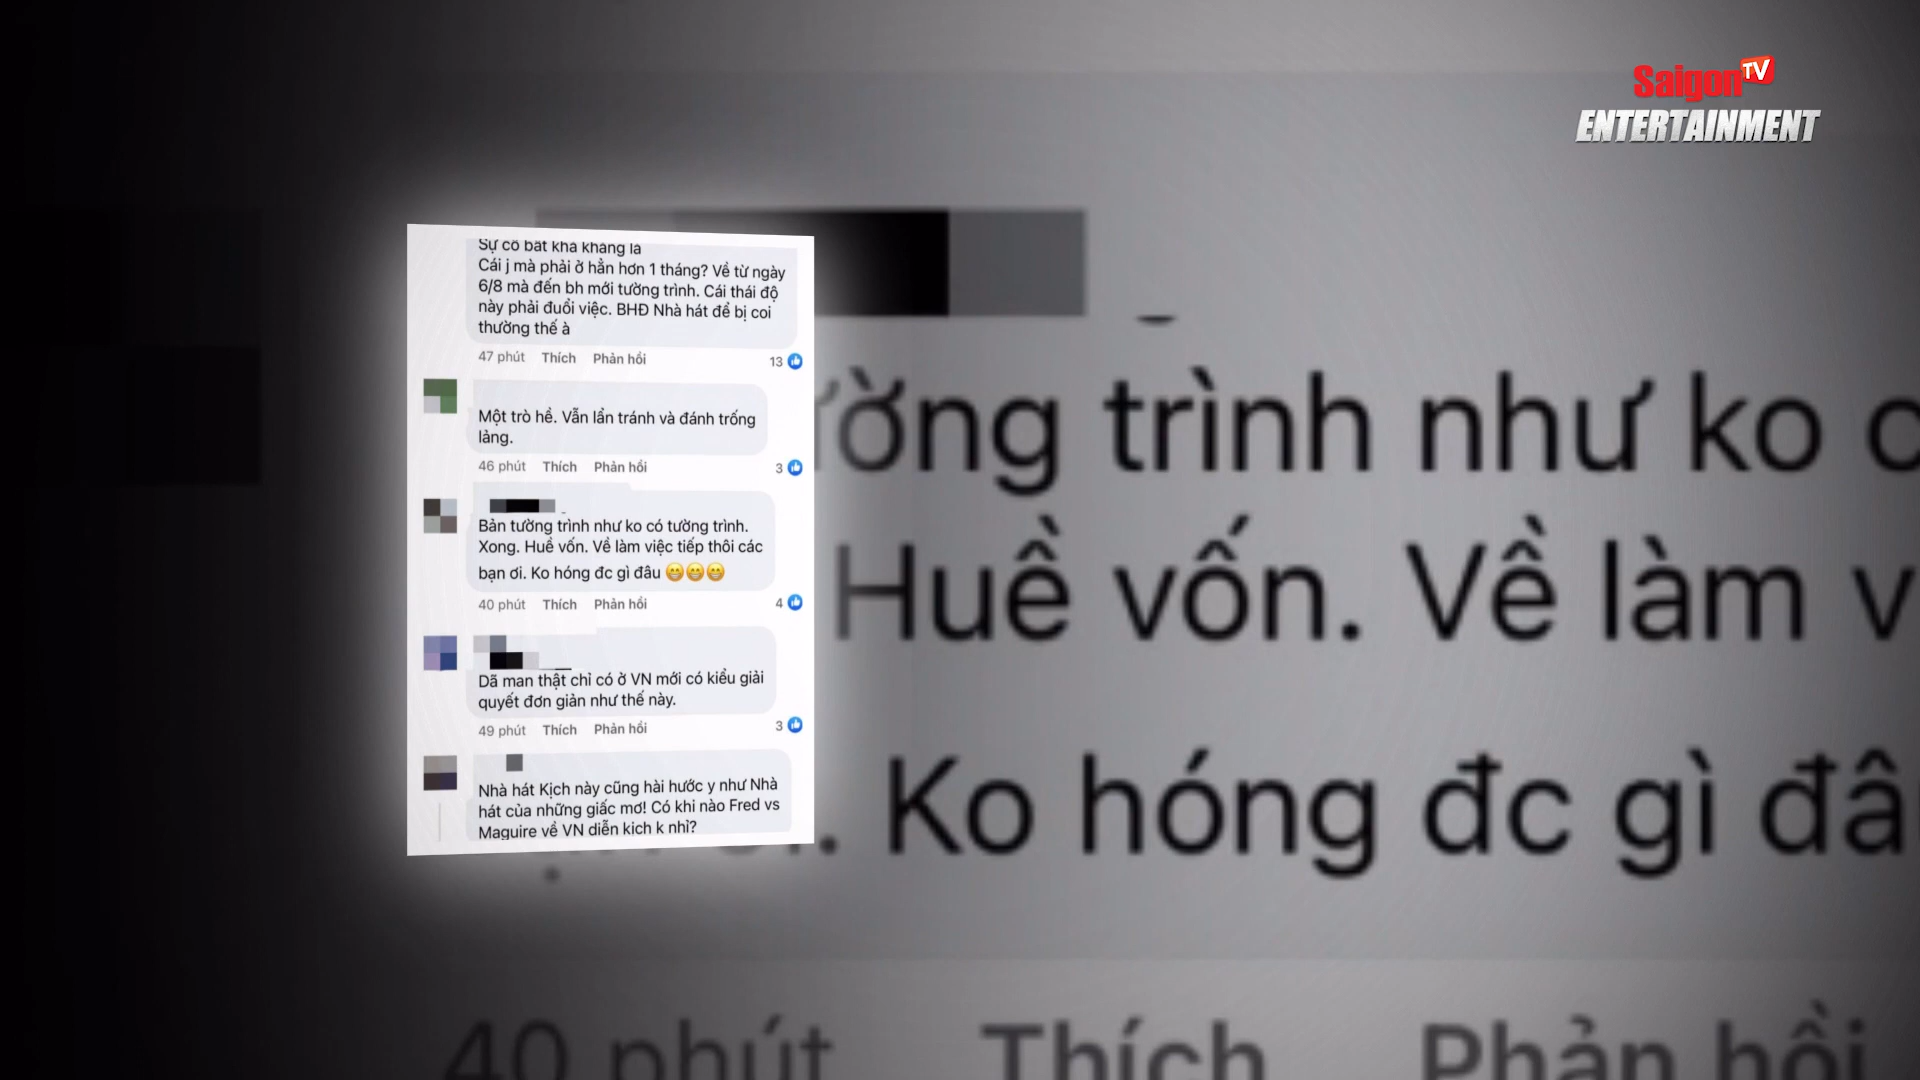 Saigon TV
ENTERTAINMENT
Sự cố bất khả kháng là
Cái j mà phải ở hẳn hơn 1 tháng? Về từ ngày
6/8 mà đến bh mới tường trình. Cái thái độ
này phải đuổi việc. BHĐ Nhà hát để bị coi
thường thế à
47 phút Thích Phản hồi 13
Một trò hề. Vẫn lẩn tránh và đánh trống
lảng.
46 phút Thích Phản hồi 3
Bản tường trình như ko có tường trình.
Xong. Huề vốn. Về làm việc tiếp thôi các
bạn ơi. Ko hóng đc gì đâu 😁😁😁
40 phút Thích Phản hồi 4
Dã man thật chỉ có ở VN mới có kiểu giải
quyết đơn giản như thế này.
49 phút Thích Phản hồi 3
Nhà hát Kịch này cũng hài hước y như Nhà
hát của những giấc mơ! Có khi nào Fred vs
Maguire về VN diễn kịch k nhỉ?
ường trình như ko c
Huề vốn. Về làm v
ơi. Ko hóng đc gì đâ
40 phút Thích Phản hồi